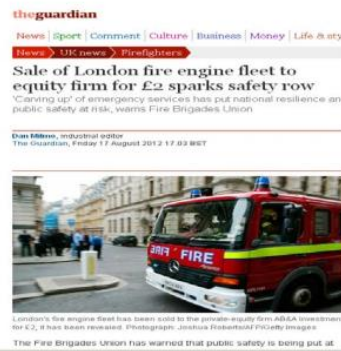 theguardian
News | Sport | Comment | Culture | Business | Money | Life & sty
News > UK news > Firefighters
Sale of London fire engine fleet to
equity firm for £2 sparks safety row
'Carving up' of emergency services has put national resilience an
public safety at risk, warns Fire Brigades Union
Dan Milmo, industrial editor
The Guardian, Friday 17 August 2012 17.03 BST
FIRE
London's fire engine fleet has been sold to the private-equity firm AB&A Investmen
for £2, it has been revealed. Photograph: Joshua Roberts/AFP/Getty Images
The Fire Brigades Union has warned that public safety is being put at